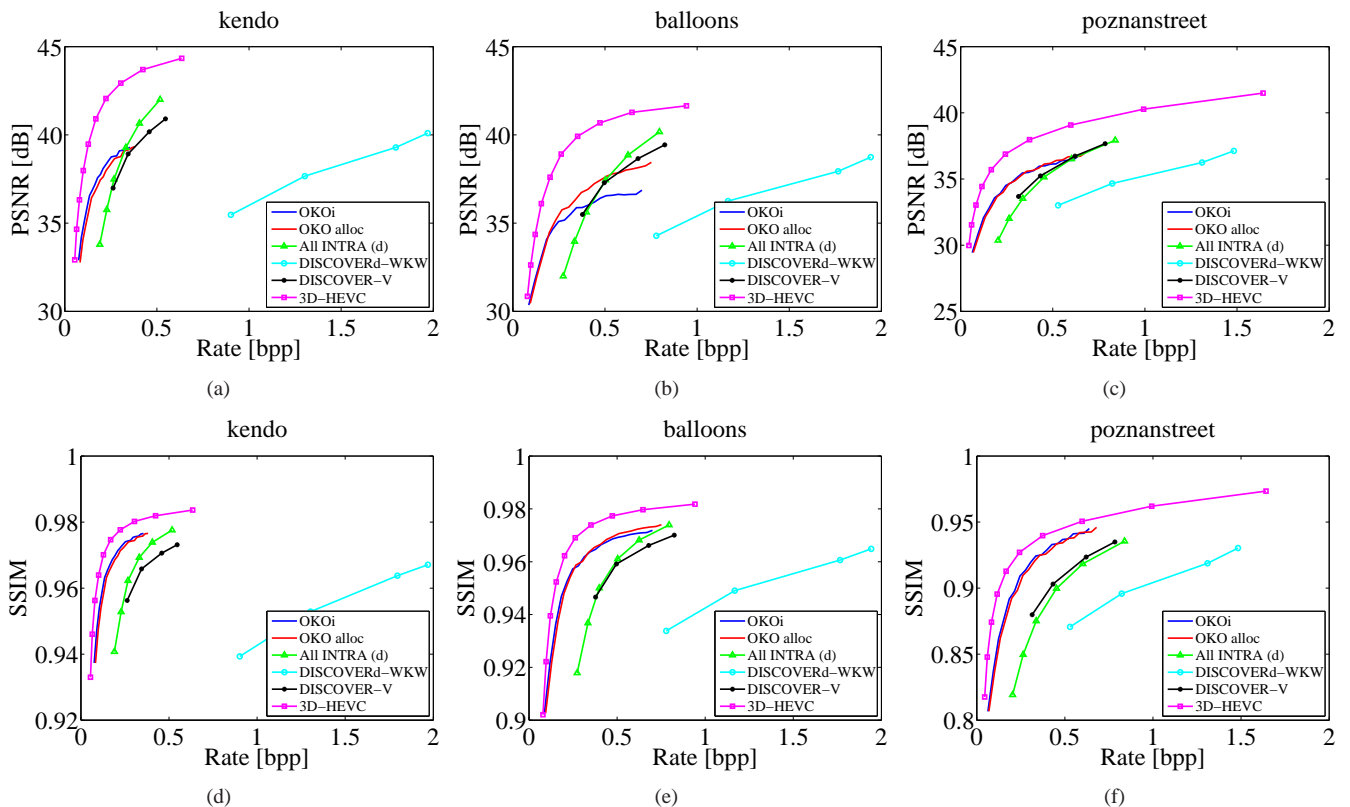 kendo
45
40
35
30
PSNR [dB]
0 0.5 1 1.5 2
Rate [bpp]
OKOi
OKO alloc
All INTRA (d)
DISCOVERd−WKW
DISCOVER−V
3D−HEVC
(a)
balloons
45
40
35
30
PSNR [dB]
0 0.5 1 1.5 2
Rate [bpp]
OKOi
OKO alloc
All INTRA (d)
DISCOVERd−WKW
DISCOVER−V
3D−HEVC
(b)
poznanstreet
45
40
35
30
25
PSNR [dB]
0 0.5 1 1.5 2
Rate [bpp]
OKOi
OKO alloc
All INTRA (d)
DISCOVERd−WKW
DISCOVER−V
3D−HEVC
(c)
kendo
1
0.98
0.96
0.94
0.92
SSIM
0 0.5 1 1.5 2
Rate [bpp]
OKOi
OKO alloc
All INTRA (d)
DISCOVERd−WKW
DISCOVER−V
3D−HEVC
(d)
balloons
1
0.98
0.96
0.94
0.92
0.9
SSIM
0 0.5 1 1.5 2
Rate [bpp]
OKOi
OKO alloc
All INTRA (d)
DISCOVERd−WKW
DISCOVER−V
3D−HEVC
(e)
poznanstreet
1
0.95
0.9
0.85
0.8
SSIM
0 0.5 1 1.5 2
Rate [bpp]
OKOi
OKO alloc
All INTRA (d)
DISCOVERd−WKW
DISCOVER−V
3D−HEVC
(f)